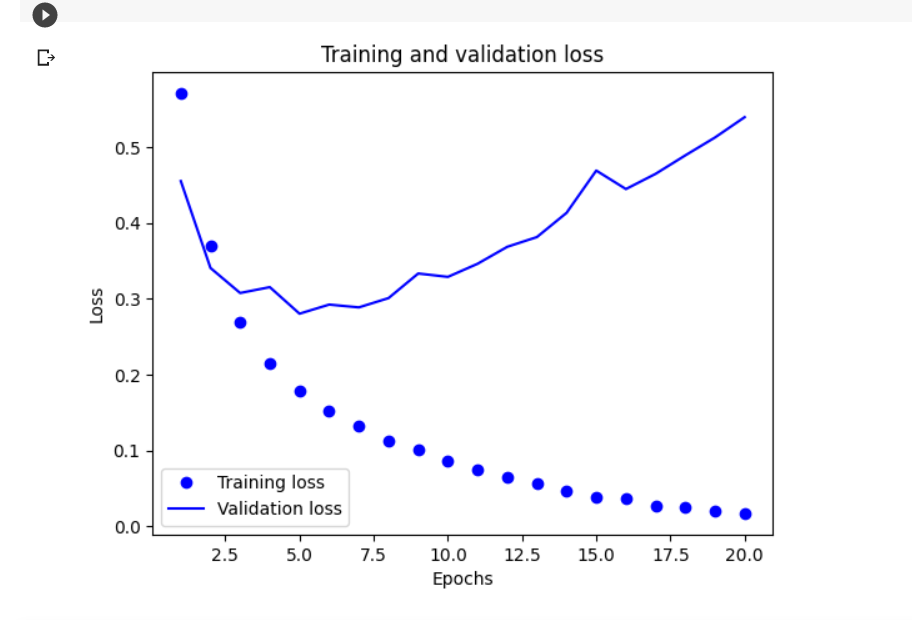 Training and validation loss
0.5
0.4
0.3
0.2
0.1
0.0
Loss
Training loss
Validation loss
2.5 5.0 7.5 10.0 12.5 15.0 17.5 20.0
Epochs